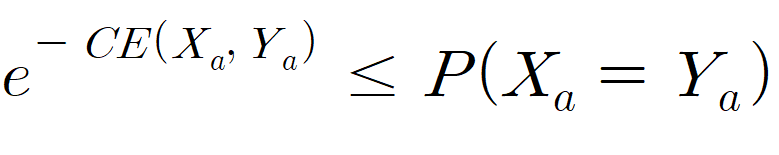 e^{- CE(X_a, Y_a)} ≤ P(X_a = Y_a)